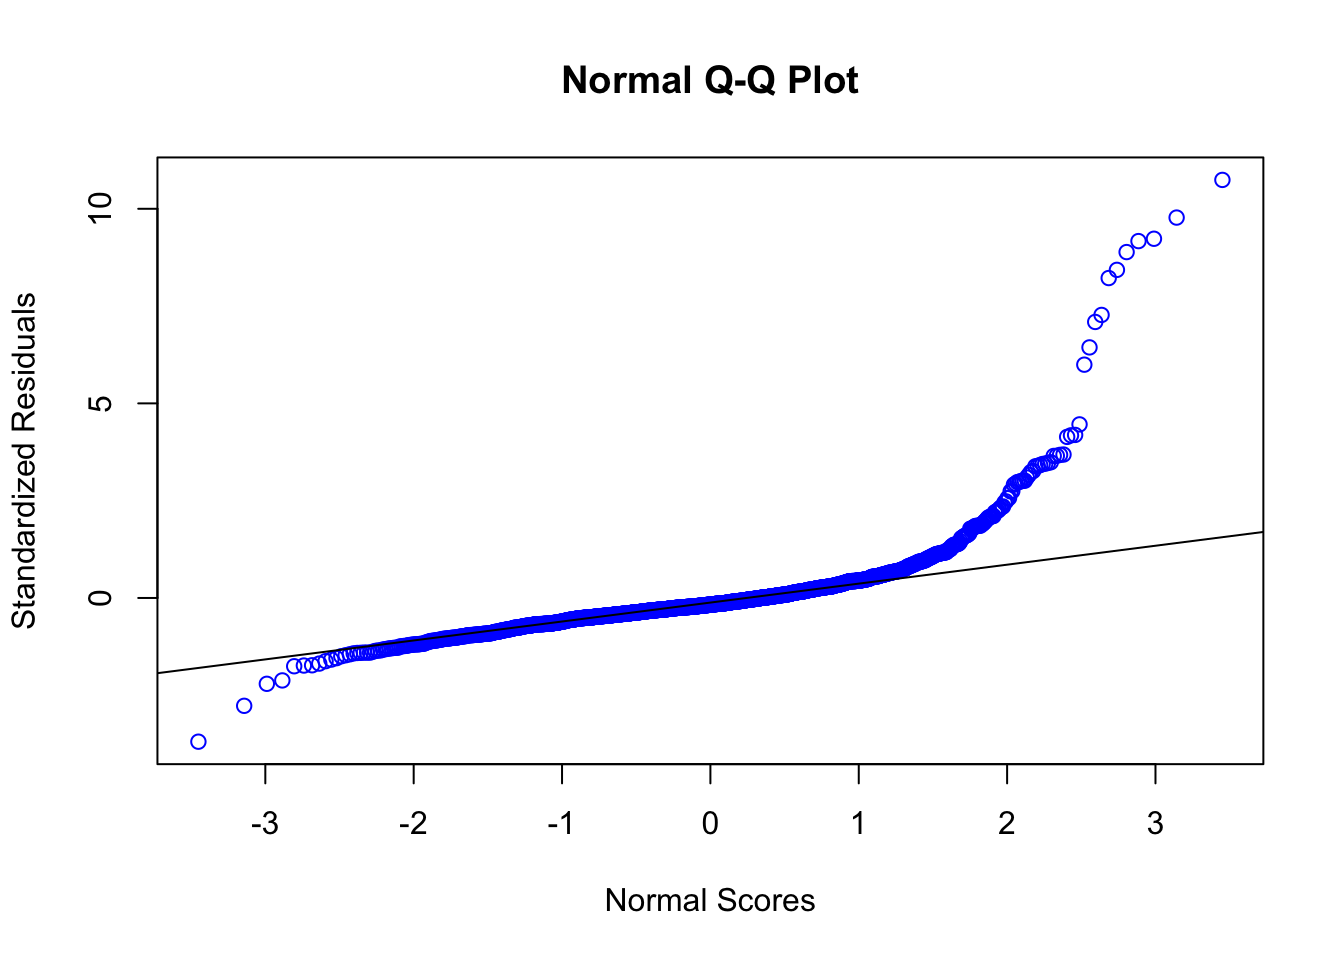 Normal Q-Q Plot
Standardized Residuals
10
5
0
-3 -2 -1 0 1 2 3
Normal Scores